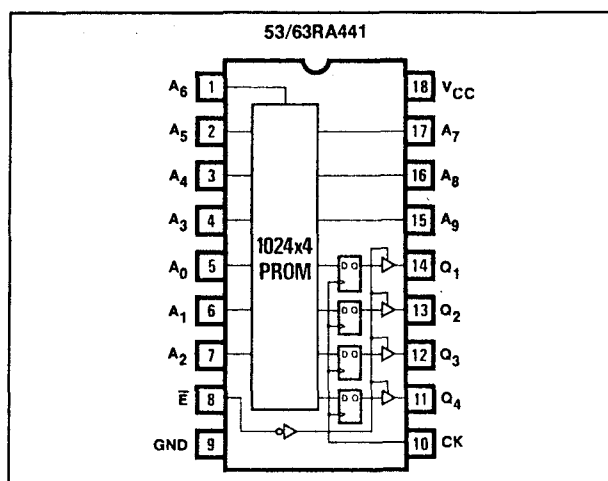 53/63RA441
A6 1 18 VCC
A5 2 17 A7
A4 3 16 A8
A3 4 15 A9
1024x4
PROM
A0 5 D Q 14 Q1
A1 6 D Q 13 Q2
A2 7 D Q 12 Q3
E̅ 8 D Q 11 Q4
GND 9 10 CK